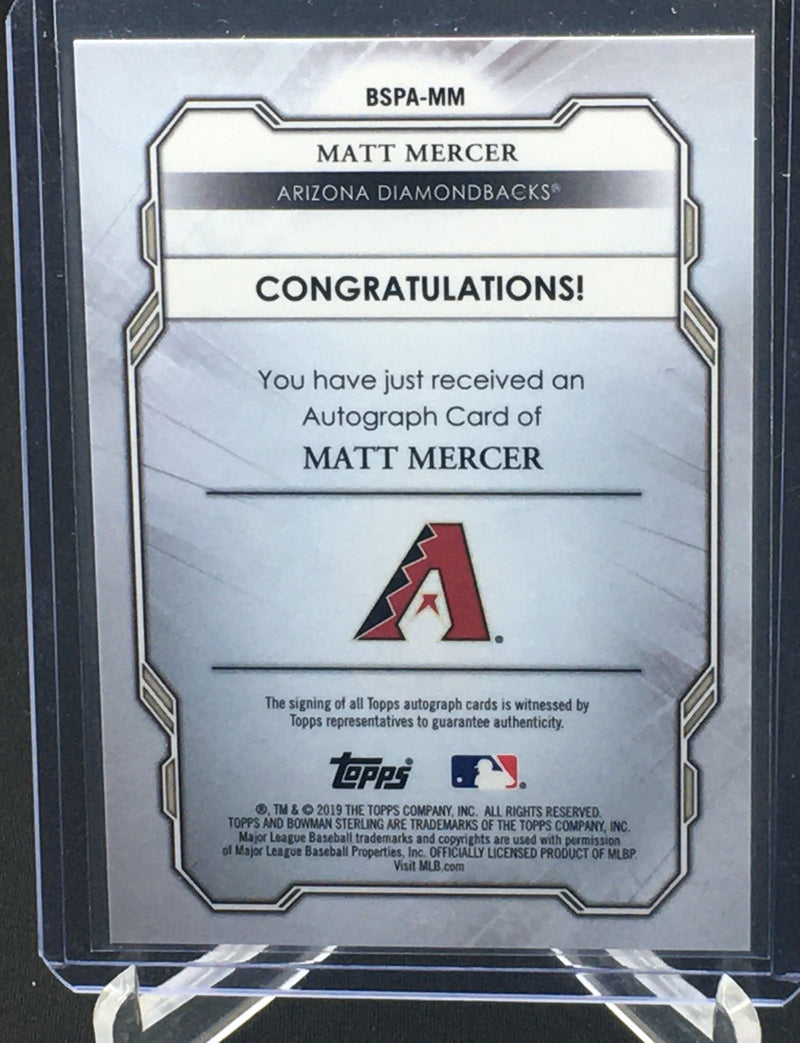 BSPA-MM
MATT MERCER
ARIZONA DIAMONDBACKS®
CONGRATULATIONS!
You have just received an
Autograph Card of
MATT MERCER
A
The signing of all Topps autograph cards is witnessed by
Topps representatives to guarantee authenticity.
topps®
®, TM & © 2019 THE TOPPS COMPANY, INC. ALL RIGHTS RESERVED.
TOPPS AND BOWMAN STERLING ARE TRADEMARKS OF THE TOPPS COMPANY, INC.
Major League Baseball trademarks and copyrights are used with permission
of Major League Baseball Properties, Inc. OFFICIALLY LICENSED PRODUCT OF MLBP.
Visit MLB.com